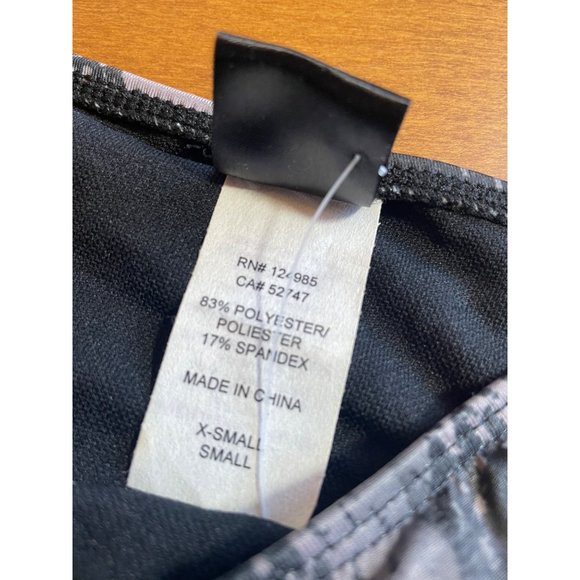 RN# 124985
CA# 52747
83% POLYESTER/
POLIESTER
17% SPANDEX
MADE IN CHINA
X-SMALL
SMALL